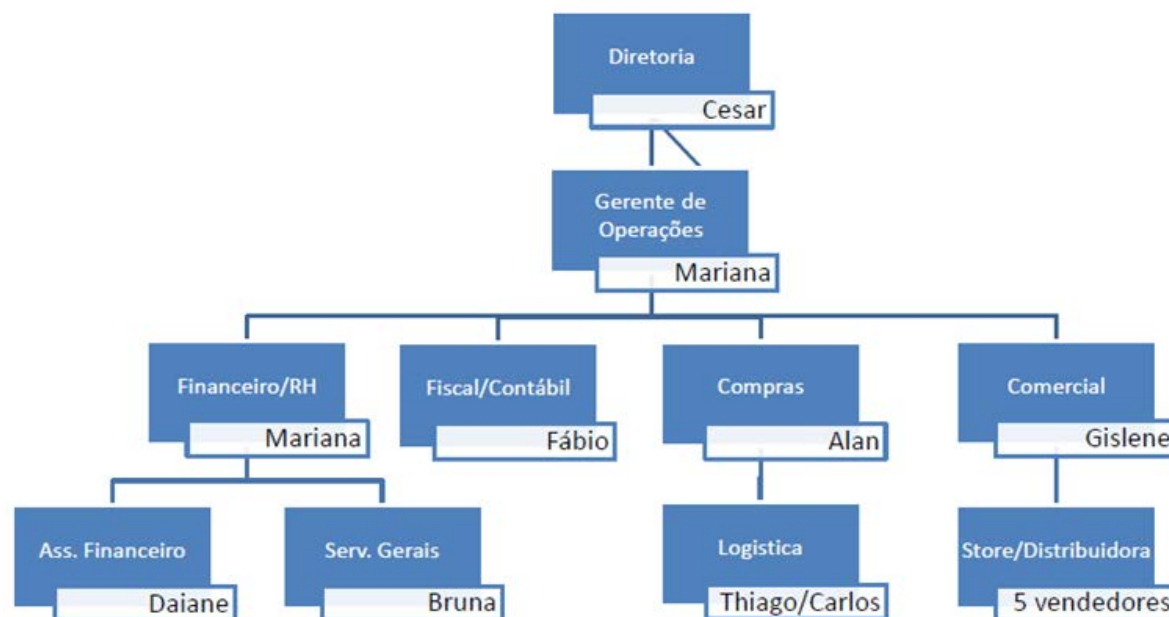 Diretoria
Cesar
Gerente de
Operações
Mariana
Financeiro/RH
Mariana
Fiscal/Contábil
Fábio
Compras
Alan
Comercial
Gislene
Ass. Financeiro
Daiane
Serv. Gerais
Bruna
Logistica
Thiago/Carlos
Store/Distribuidora
5 vendedores